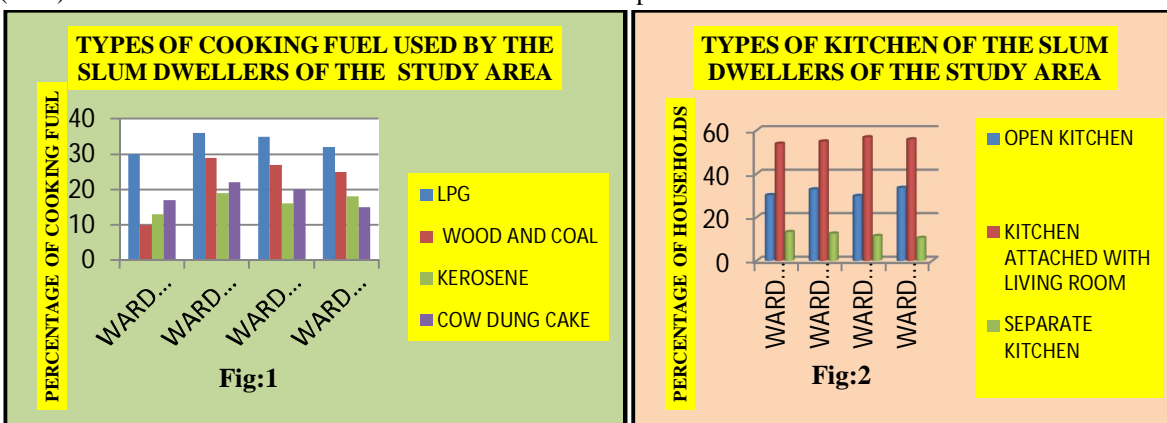 TYPES OF COOKING FUEL USED BY THE
SLUM DWELLERS OF THE STUDY AREA
PERCENTAGE OF COOKING FUEL
40
30
20
10
0
WARD...
WARD...
WARD...
WARD...
LPG
WOOD AND COAL
KEROSENE
COW DUNG CAKE
Fig:1
TYPES OF KITCHEN OF THE SLUM
DWELLERS OF THE STUDY AREA
PERCENTAGE OF HOUSEHOLDS
60
40
20
0
WARD...
WARD...
WARD...
WARD...
OPEN KITCHEN
KITCHEN
ATTACHED WITH
LIVING ROOM
SEPARATE
KITCHEN
Fig:2